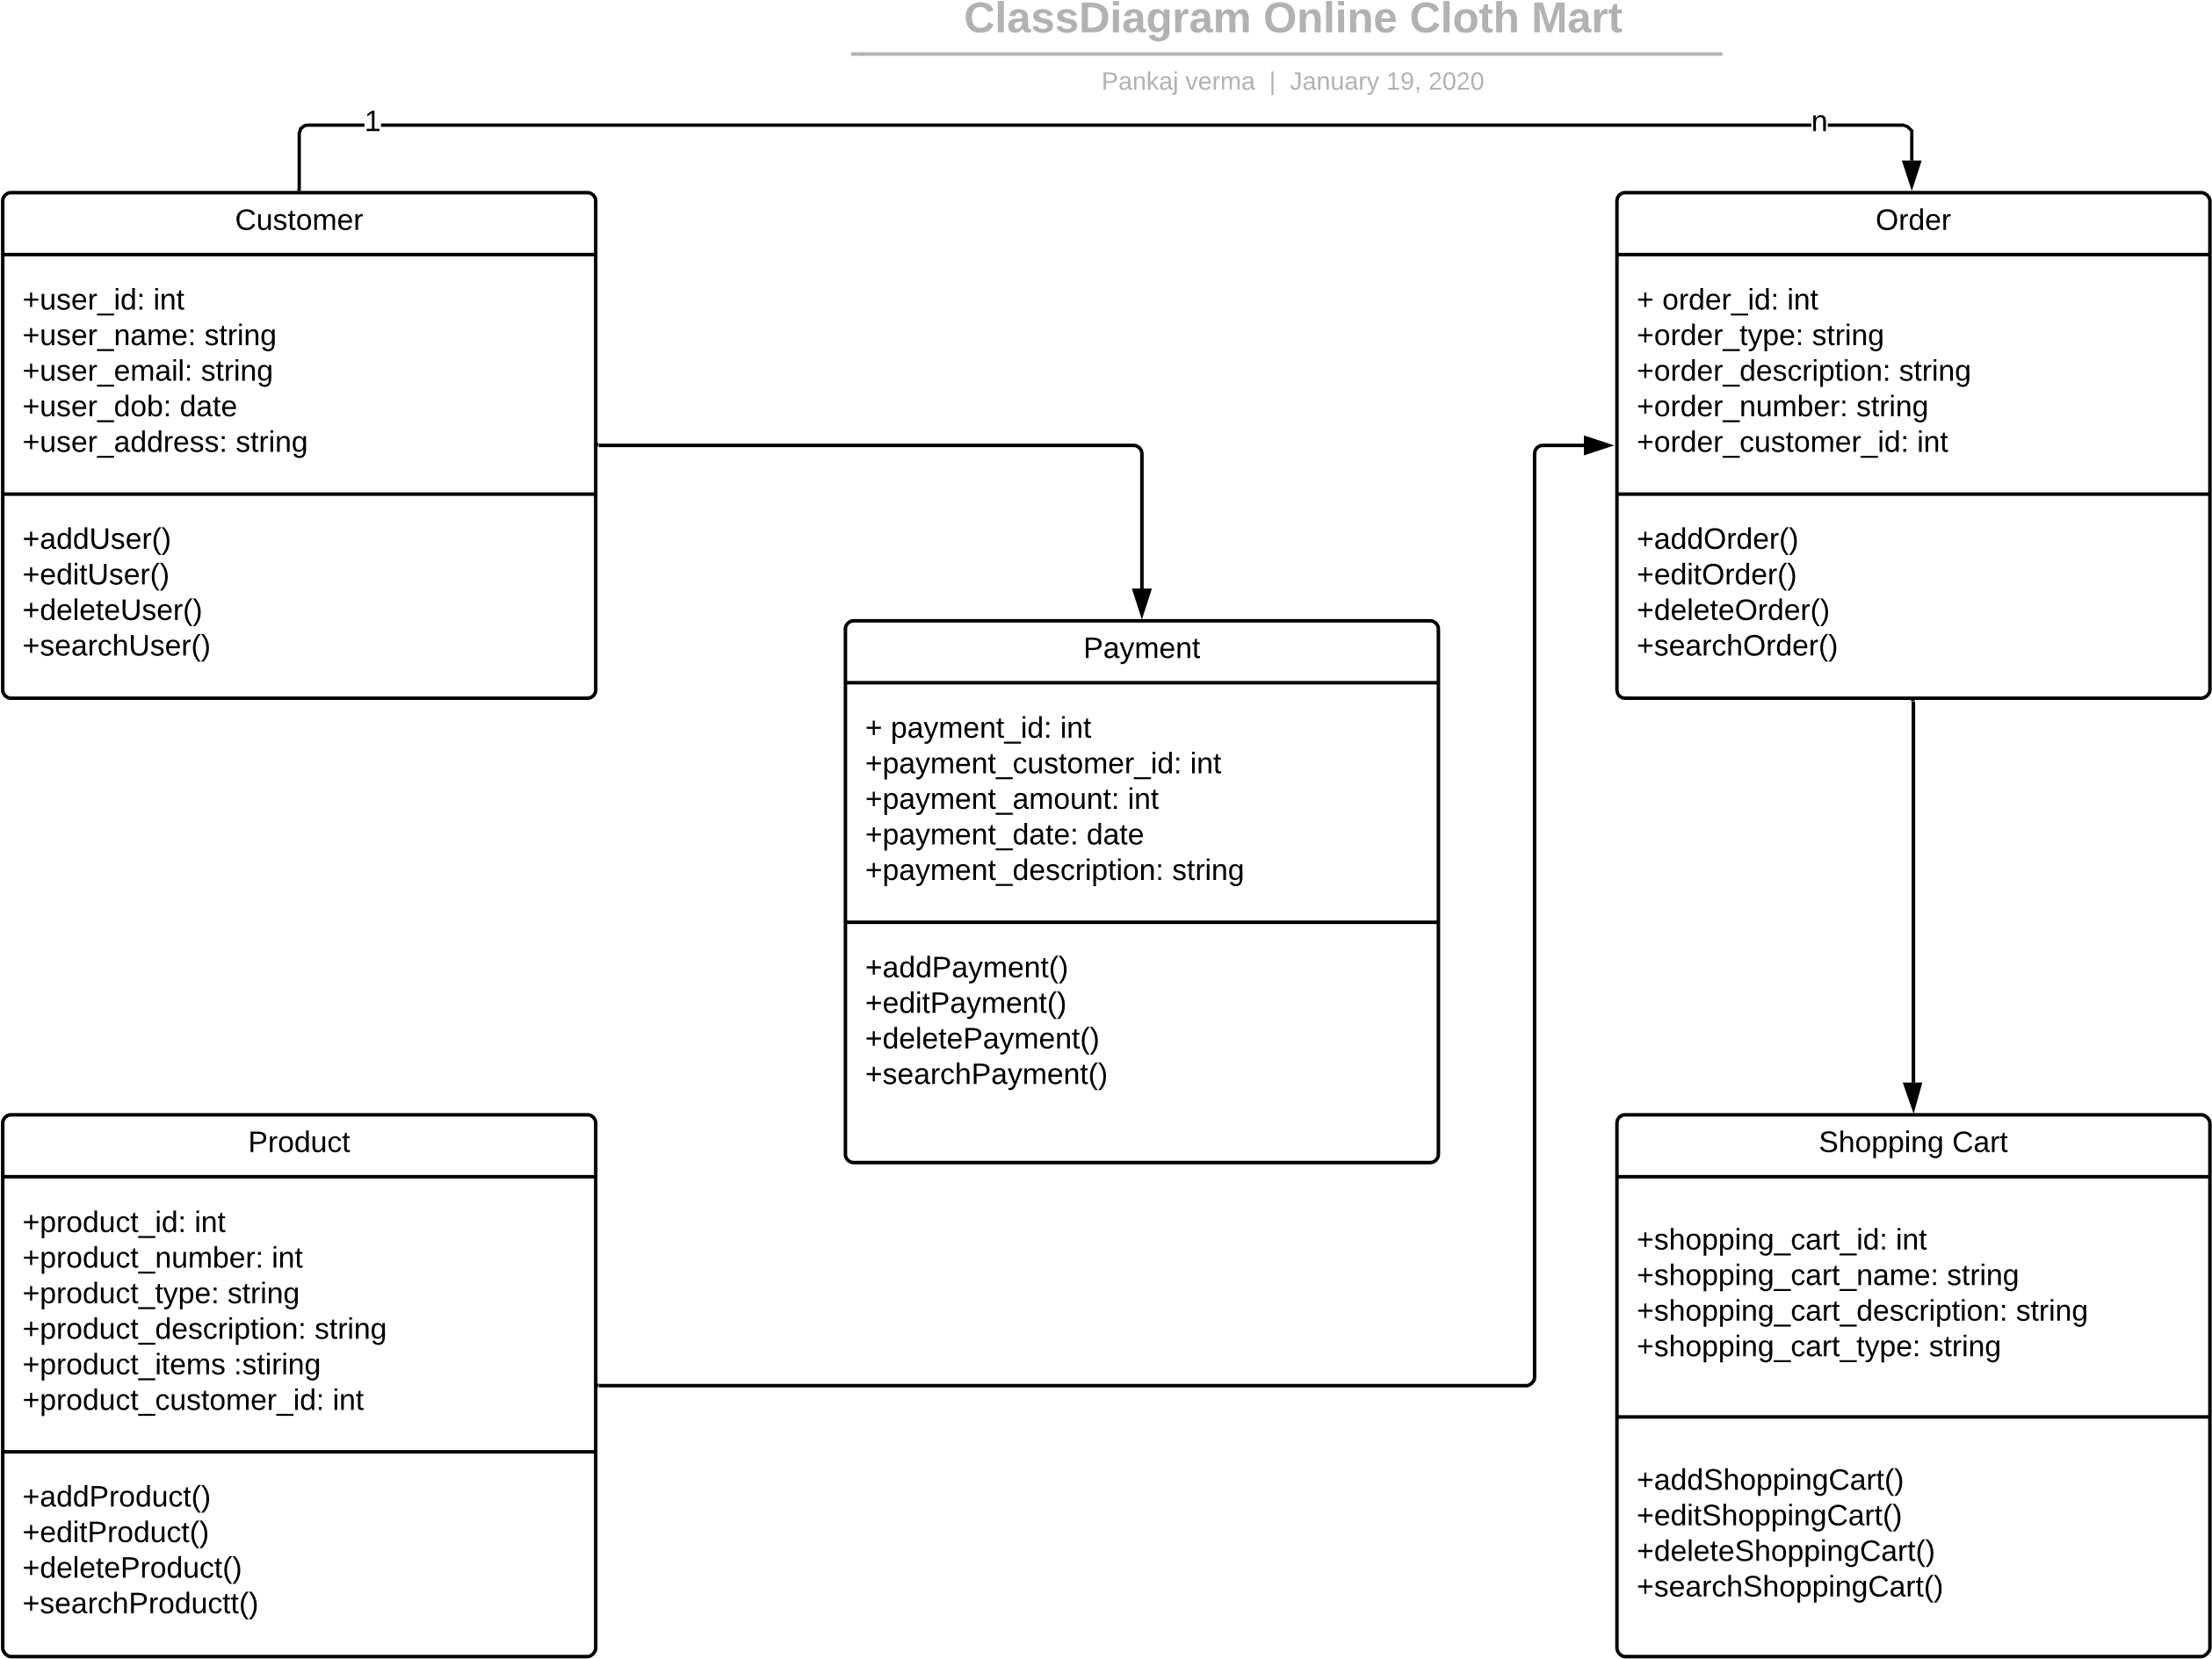 ClassDiagram Online Cloth Mart
Pankaj verma | January 19, 2020
1
n
Customer
+user_id: int
+user_name: string
+user_email: string
+user_dob: date
+user_address: string
+addUser()
+editUser()
+deleteUser()
+searchUser()
Order
+ order_id: int
+order_type: string
+order_description: string
+order_number: string
+order_customer_id: int
+addOrder()
+editOrder()
+deleteOrder()
+searchOrder()
Payment
+ payment_id: int
+payment_customer_id: int
+payment_amount: int
+payment_date: date
+payment_description: string
+addPayment()
+editPayment()
+deletePayment()
+searchPayment()
Product
+product_id: int
+product_number: int
+product_type: string
+product_description: string
+product_items :stiring
+product_customer_id: int
+addProduct()
+editProduct()
+deleteProduct()
+searchProductt()
Shopping Cart
+shopping_cart_id: int
+shopping_cart_name: string
+shopping_cart_description: string
+shopping_cart_type: string
+addShoppingCart()
+editShoppingCart()
+deleteShoppingCart()
+searchShoppingCart()